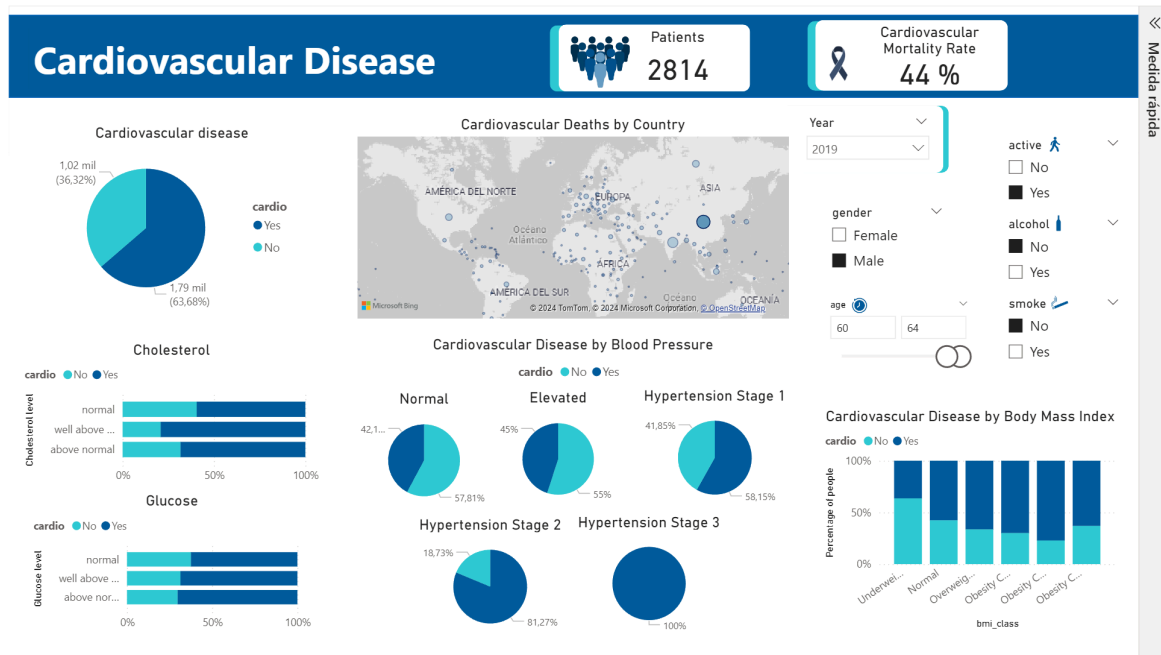 Cardiovascular Disease
Patients
2814
Cardiovascular
Mortality Rate
44 %
Medida rápida
Cardiovascular disease
1,02 mil
(36,32%)
1,79 mil
(63,68%)
cardio
Yes
No
Cardiovascular Deaths by Country
AMÉRICA DEL NORTE
EUROPA
ASIA
Océano
Atlántico
ÁFRICA
AMÉRICA DEL SUR
Océano
OCEANÍA
Microsoft Bing
© 2024 TomTom, © 2024 Microsoft Corporation, © OpenStreetMap
Year
2019
gender
Female
Male
age
60
64
active
No
Yes
alcohol
No
Yes
smoke
No
Yes
Cholesterol
cardio No Yes
Cholesterol level
normal
well above ...
above normal
0% 50% 100%
Glucose
cardio No Yes
Glucose level
normal
well above ...
above nor...
0% 50% 100%
Cardiovascular Disease by Blood Pressure
cardio No Yes
Normal
42,1...
57,81%
Elevated
45%
55%
Hypertension Stage 1
41,85%
58,15%
Hypertension Stage 2
18,73%
81,27%
Hypertension Stage 3
100%
Cardiovascular Disease by Body Mass Index
cardio No Yes
Percentage of people
100%
50%
0%
Underwei...
Normal
Overweig...
Obesity C...
Obesity C...
Obesity C...
bmi_class